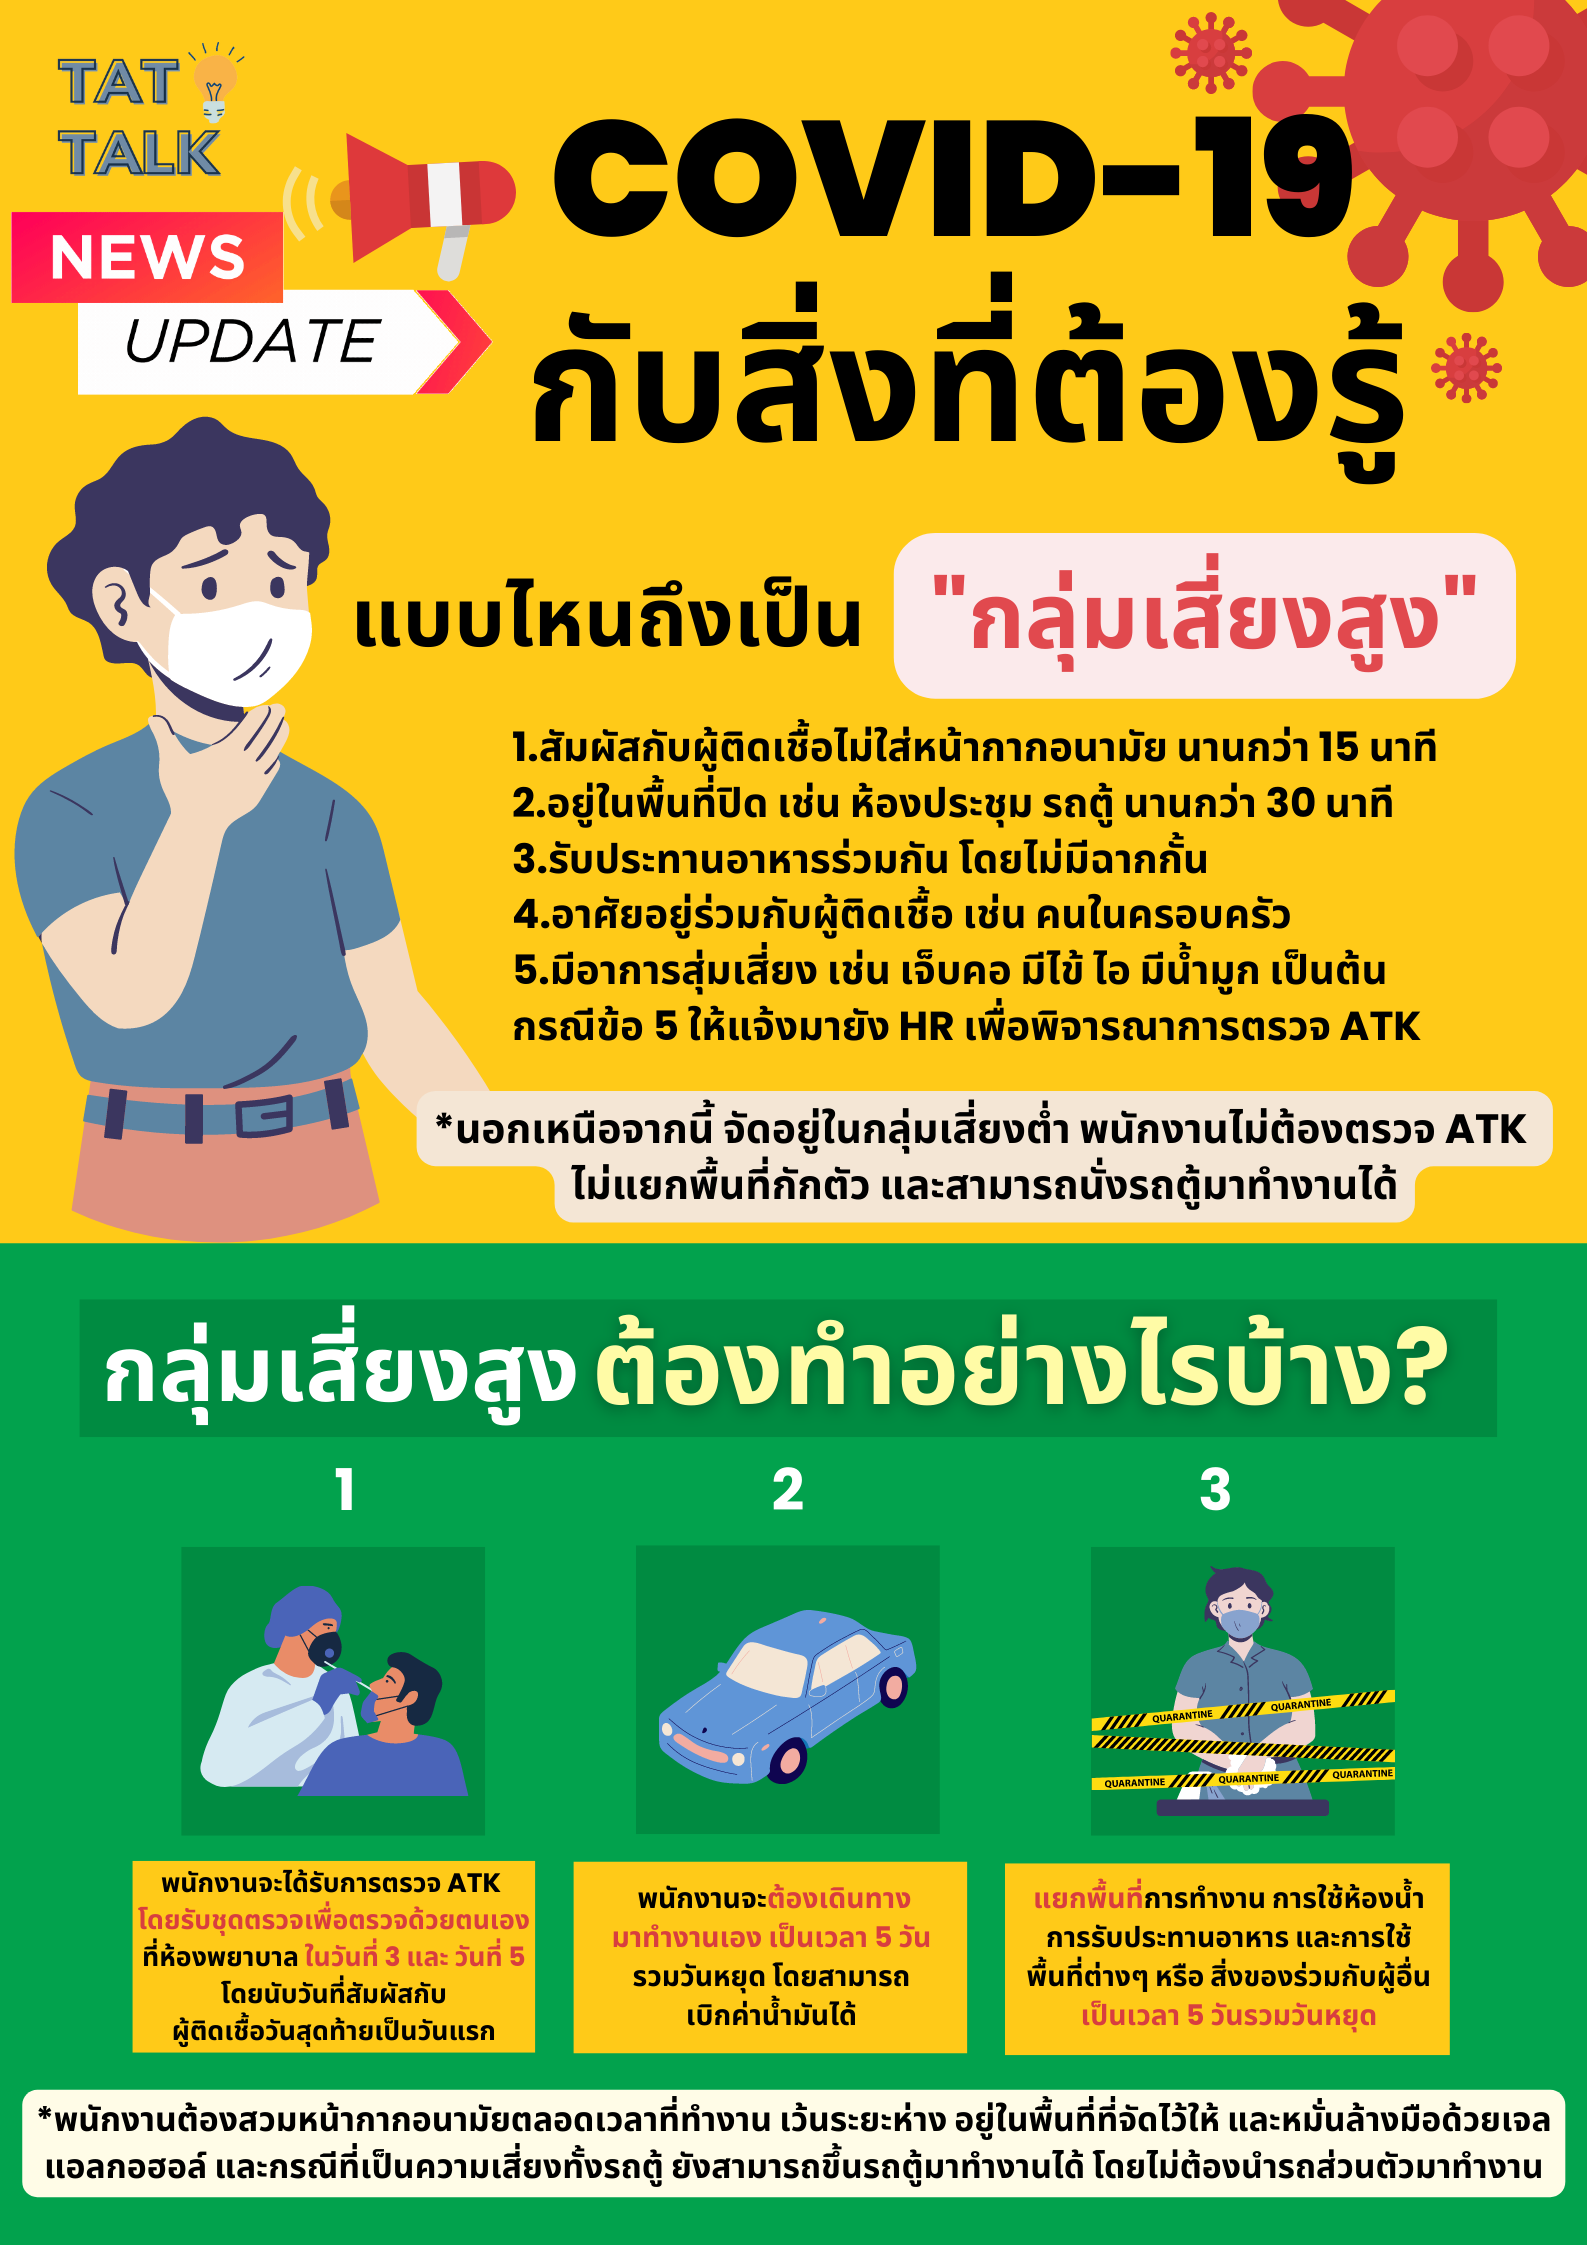 TAT
TALK
NEWS
UPDATE
COVID-19
กับสิ่งที่ต้องรู้
แบบไหนถึงเป็น "กลุ่มเสี่ยงสูง"
1.สัมผัสกับผู้ติดเชื้อไม่ใส่หน้ากากอนามัย นานกว่า 15 นาที
2.อยู่ในพื้นที่ปิด เช่น ห้องประชุม รถตู้ นานกว่า 30 นาที
3.รับประทานอาหารร่วมกัน โดยไม่มีฉากกั้น
4.อาศัยอยู่ร่วมกับผู้ติดเชื้อ เช่น คนในครอบครัว
5.มีอาการสุ่มเสี่ยง เช่น เจ็บคอ มีไข้ ไอ มีน้ำมูก เป็นต้น
กรณีข้อ 5 ให้แจ้งมายัง HR เพื่อพิจารณาการตรวจ ATK
*นอกเหนือจากนี้ จัดอยู่ในกลุ่มเสี่ยงต่ำ พนักงานไม่ต้องตรวจ ATK
ไม่แยกพื้นที่กักตัว และสามารถนั่งรถตู้มาทำงานได้
กลุ่มเสี่ยงสูง ต้องทำอย่างไรบ้าง?
1
2
3
QUARANTINE
QUARANTINE
QUARANTINE
QUARANTINE
QUARANTINE
พนักงานจะได้รับการตรวจ ATK
โดยรับชุดตรวจเพื่อตรวจด้วยตนเอง
ที่ห้องพยาบาล ในวันที่ 3 และ วันที่ 5
โดยนับวันที่สัมผัสกับ
ผู้ติดเชื้อวันสุดท้ายเป็นวันแรก
พนักงานจะต้องเดินทาง
มาทำงานเอง เป็นเวลา 5 วัน
รวมวันหยุด โดยสามารถ
เบิกค่าน้ำมันได้
แยกพื้นที่การทำงาน การใช้ห้องน้ำ
การรับประทานอาหาร และการใช้
พื้นที่ต่างๆ หรือ สิ่งของร่วมกับผู้อื่น
เป็นเวลา 5 วันรวมวันหยุด
*พนักงานต้องสวมหน้ากากอนามัยตลอดเวลาที่ทำงาน เว้นระยะห่าง อยู่ในพื้นที่ที่จัดไว้ให้ และหมั่นล้างมือด้วยเจล
แอลกอฮอล์ และกรณีที่เป็นความเสี่ยงทั้งรถตู้ ยังสามารถขึ้นรถตู้มาทำงานได้ โดยไม่ต้องนำรถส่วนตัวมาทำงาน